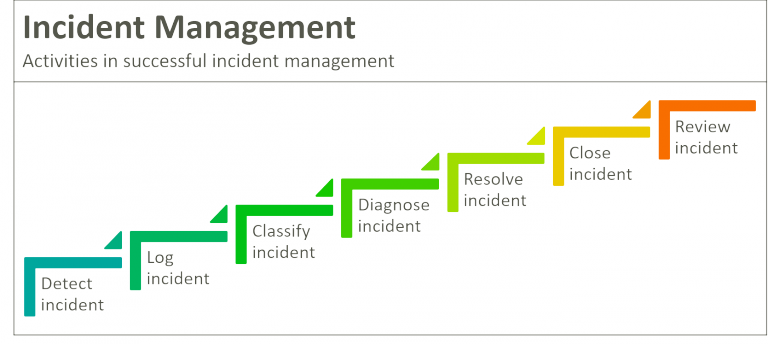 Incident Management
Activities in successful incident management
Detect
incident
Log
incident
Classify
incident
Diagnose
incident
Resolve
incident
Close
incident
Review
incident